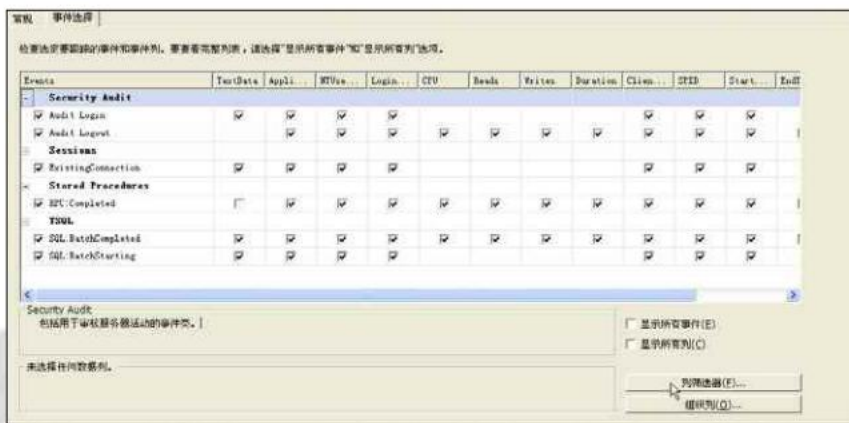 常规 事件选择
检查选定要跟踪的事件和事件列。要查看完整列表，请选择"显示所有事件"和"显示所有列"选项。
Events TextData Appli... NTUse... Login... CPU Reads Writes Duration Clien... SPID Start... EndT
Security Audit
Audit Login
Audit Logout
Sessions
ExistingConnection
Stored Procedures
RPC:Completed
TSQL
SQL:BatchCompleted
SQL:BatchStarting
Security Audit
包括用于审核服务器活动的事件类。
显示所有事件(E)
显示所有列(C)
未选择任何数据列。
列筛选器(F)...
组织列(O)...